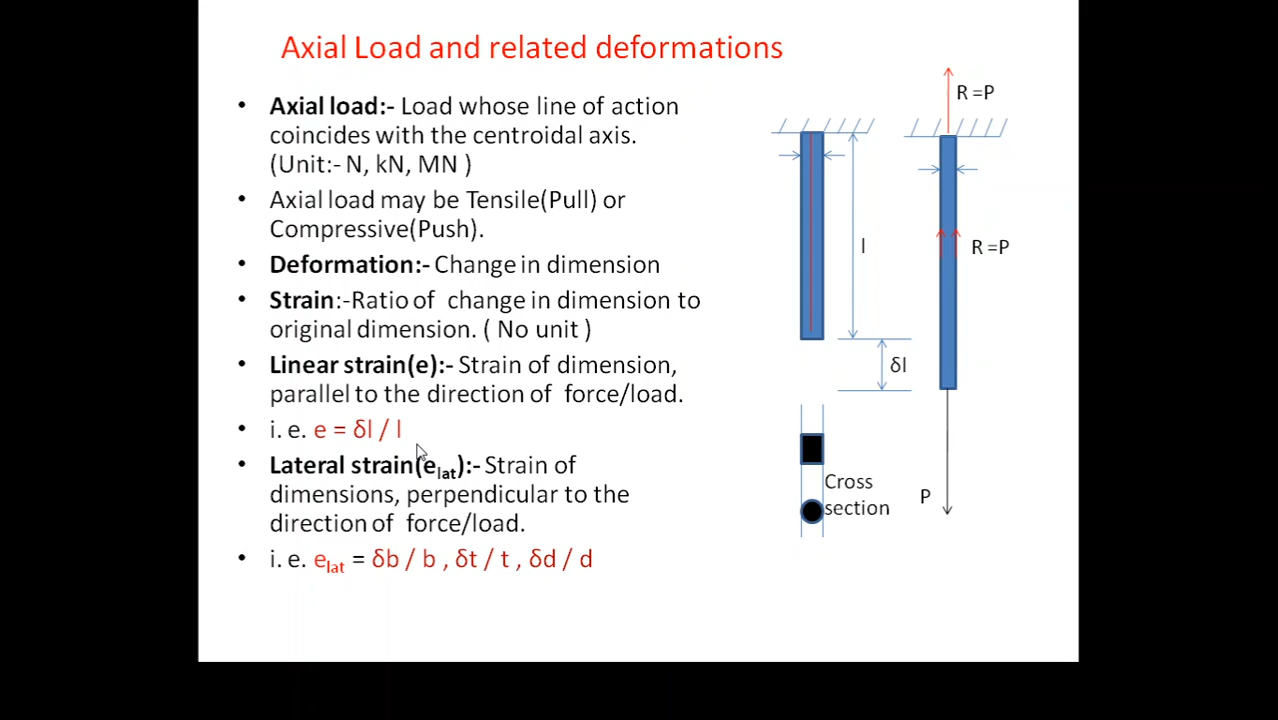 Axial Load and related deformations
• Axial load:- Load whose line of action
coincides with the centroidal axis.
(Unit:- N, kN, MN )
• Axial load may be Tensile(Pull) or
Compressive(Push).
• Deformation:- Change in dimension
• Strain:-Ratio of change in dimension to
original dimension. ( No unit )
• Linear strain(e):- Strain of dimension,
parallel to the direction of force/load.
• i. e. e = δl / l
• Lateral strain(elat):- Strain of
dimensions, perpendicular to the
direction of force/load.
• i. e. elat = δb / b , δt / t , δd / d
R =P
R =P
l
δl
Cross
section
P